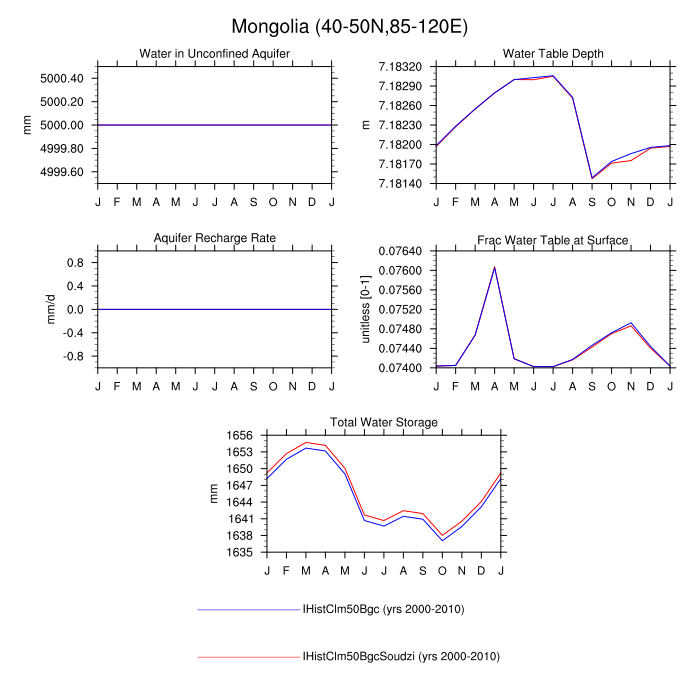 Mongolia (40-50N,85-120E)
Water in Unconfined Aquifer
5000.40
5000.20
5000.00
4999.80
4999.60
mm
J F M A M J J A S O N D J
Water Table Depth
7.18320
7.18290
7.18260
7.18230
7.18200
7.18170
7.18140
m
J F M A M J J A S O N D J
Aquifer Recharge Rate
0.8
0.4
0.0
-0.4
-0.8
mm/d
J F M A M J J A S O N D J
Frac Water Table at Surface
0.07640
0.07600
0.07560
0.07520
0.07480
0.07440
0.07400
unitless [0-1]
J F M A M J J A S O N D J
Total Water Storage
1656
1653
1650
1647
1644
1641
1638
1635
mm
J F M A M J J A S O N D J
IHistClm50Bgc (yrs 2000-2010)
IHistClm50BgcSoudzi (yrs 2000-2010)